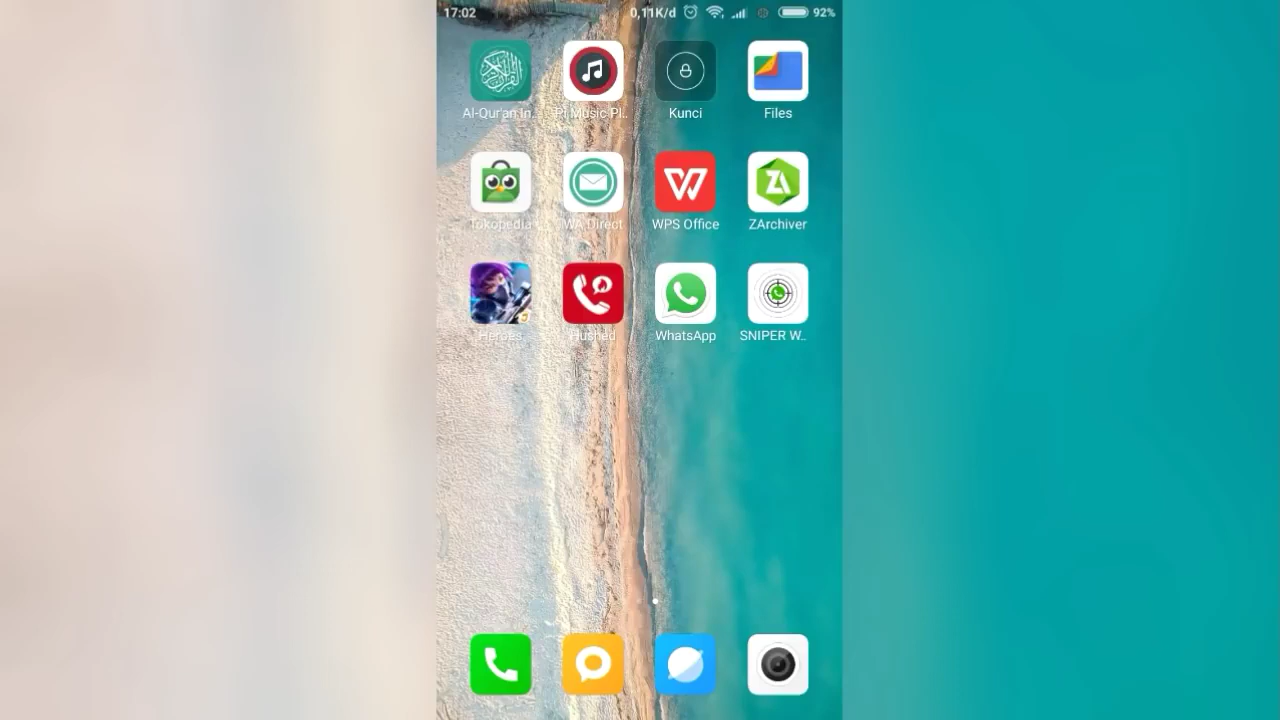 17:02 0,11K/d 92%
Al-Qur'an In.. Pi Music Pl.. Kunci Files
Tokopedia WA Direct WPS Office ZArchiver
Heroes Hushed WhatsApp SNIPER W..